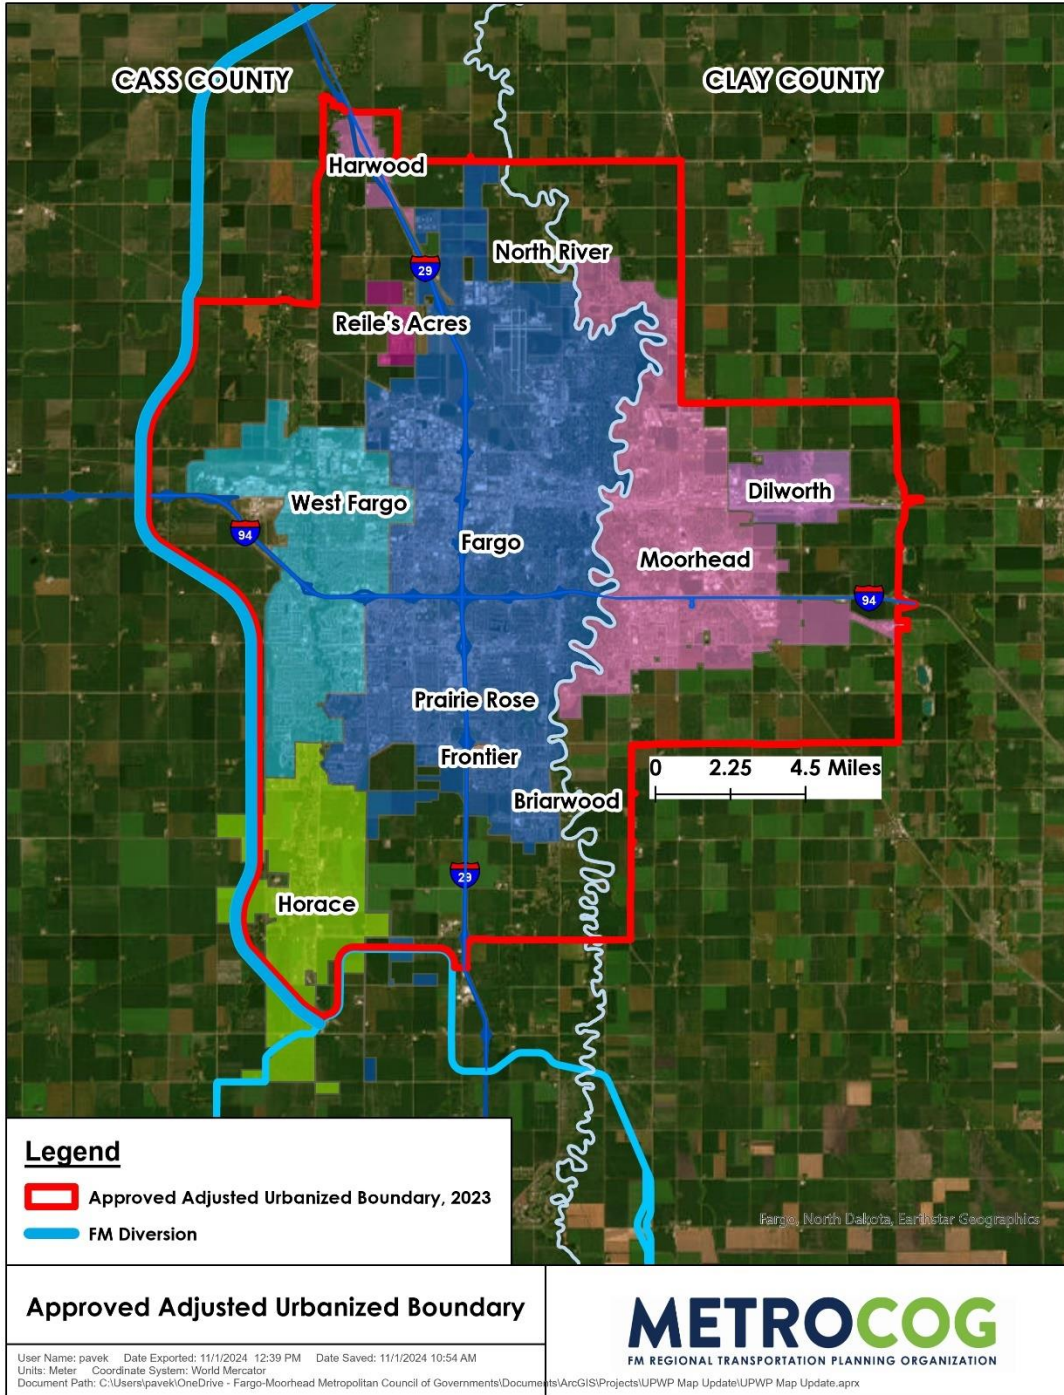 CASS COUNTY
CLAY COUNTY
Harwood
North River
29
Reile's Acres
West Fargo
Dilworth
94
Fargo
Moorhead
94
Prairie Rose
Frontier
0 2.25 4.5 Miles
Briarwood
29
Horace
Legend
Approved Adjusted Urbanized Boundary, 2023
FM Diversion
Fargo, North Dakota, Earthstar Geographics
Approved Adjusted Urbanized Boundary
METROCOG
FM REGIONAL TRANSPORTATION PLANNING ORGANIZATION
User Name: pavek Date Exported: 11/1/2024 12:39 PM Date Saved: 11/1/2024 10:54 AM
Units: Meter Coordinate System: World Mercator
Document Path: C:\Users\pavek\OneDrive - Fargo-Moorhead Metropolitan Council of Governments\Documents\ArcGIS\Projects\UPWP Map Update\UPWP Map Update.aprx